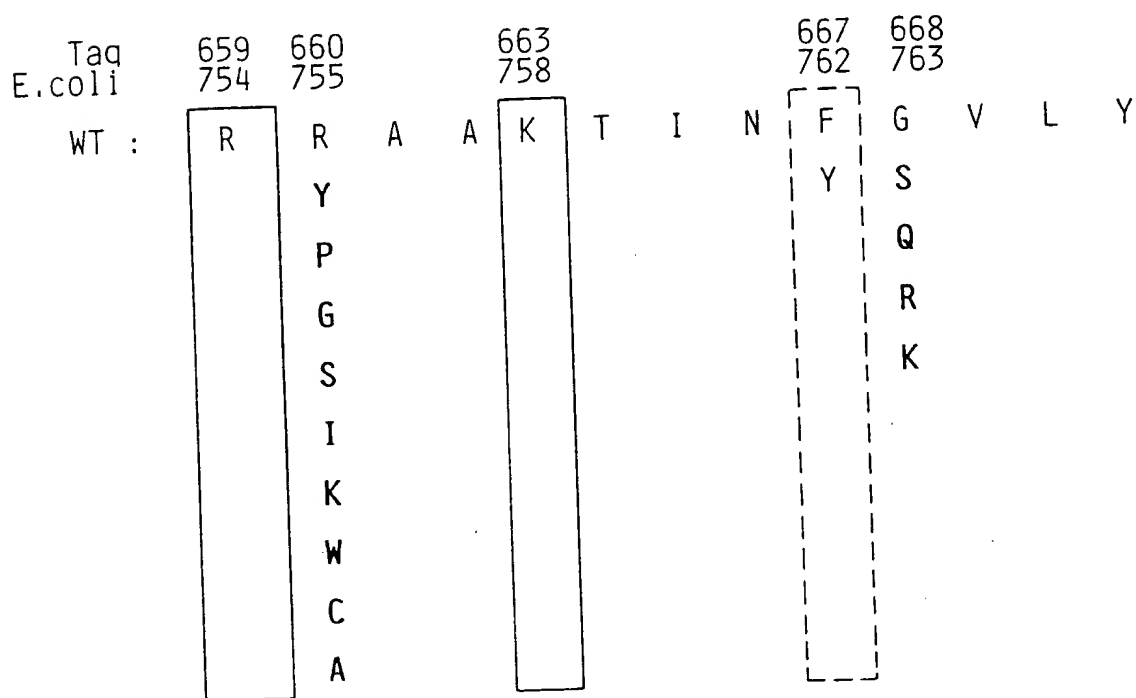 Taq 659 660 663 667 668
E.coli 754 755 758 762 763
WT : R R A A K T I N F G V L Y
Y Y S
P Q
G R
S K
I
K
W
C
A